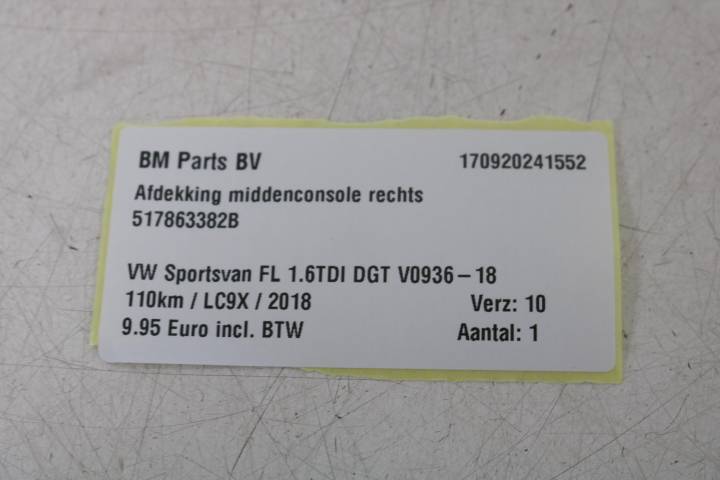 BM Parts BV 170920241552
Afdekking middenconsole rechts
517863382B
VW Sportsvan FL 1.6TDI DGT V0936-18
110km / LC9X / 2018 Verz: 10
9.95 Euro incl. BTW Aantal: 1